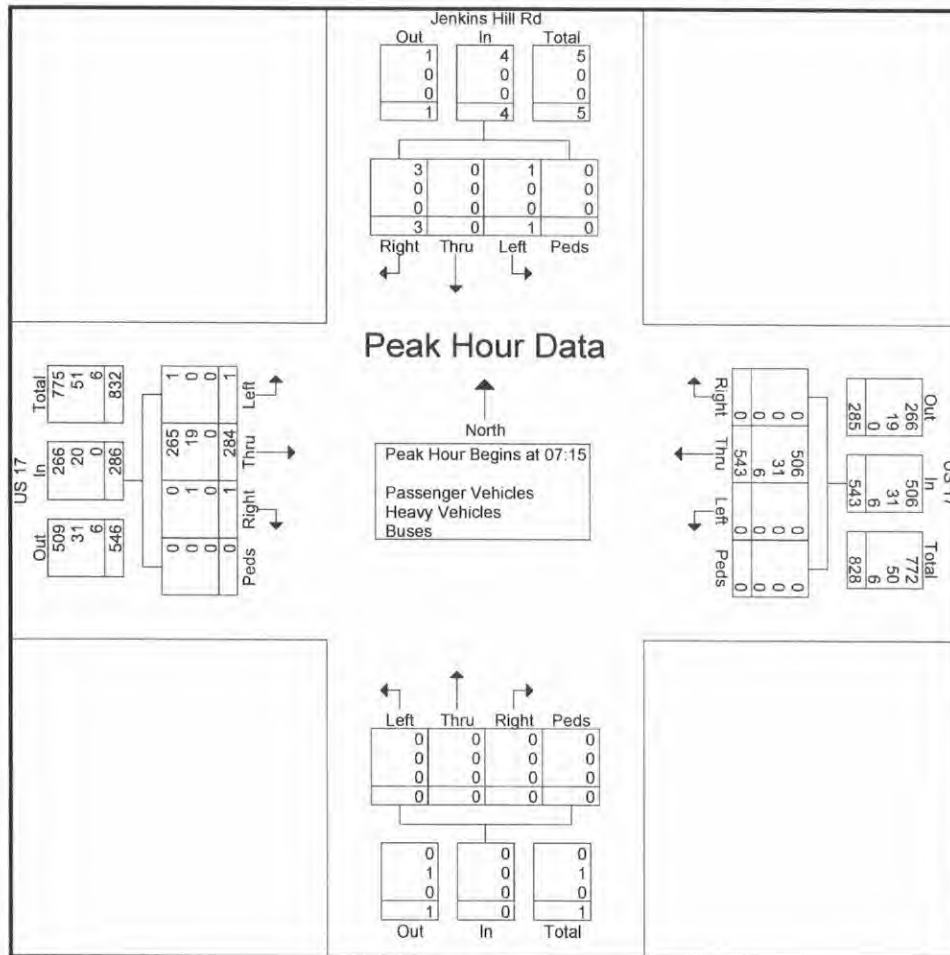 Jenkins Hill Rd
Out In Total
1 4 5
0 0 0
0 0 0
1 4 5
3 0 1 0
0 0 0 0
0 0 0 0
3 0 1 0
Right Thru Left Peds
Peak Hour Data
North
Peak Hour Begins at 07:15
Passenger Vehicles
Heavy Vehicles
Buses
US 17
Total In Out
775 266 509
51 20 31
6 0 6
832 286 546
1 265 0 0
0 19 1 0
0 0 0 0
1 284 1 0
Left Thru Right Peds
US 17
Out In Total
266 506 772
19 31 50
0 6 6
285 543 828
0 506 0 0
0 31 0 0
0 6 0 0
0 543 0 0
Right Thru Left Peds
Left Thru Right Peds
0 0 0 0
0 0 0 0
0 0 0 0
0 0 0 0
0 0 0
1 0 1
0 0 0
1 0 1
Out In Total